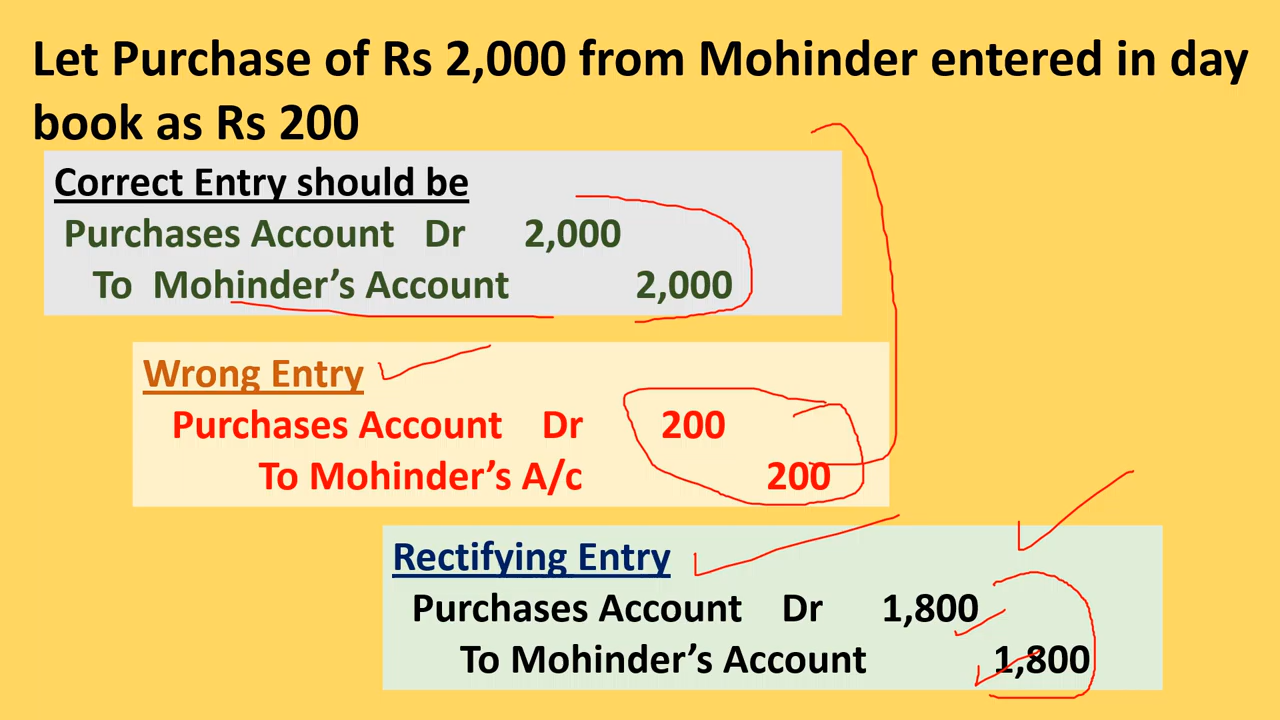 Let Purchase of Rs 2,000 from Mohinder entered in day
book as Rs 200
Correct Entry should be
Purchases Account Dr 2,000
To Mohinder’s Account 2,000
Wrong Entry
Purchases Account Dr 200
To Mohinder’s A/c 200
Rectifying Entry
Purchases Account Dr 1,800
To Mohinder’s Account 1,800